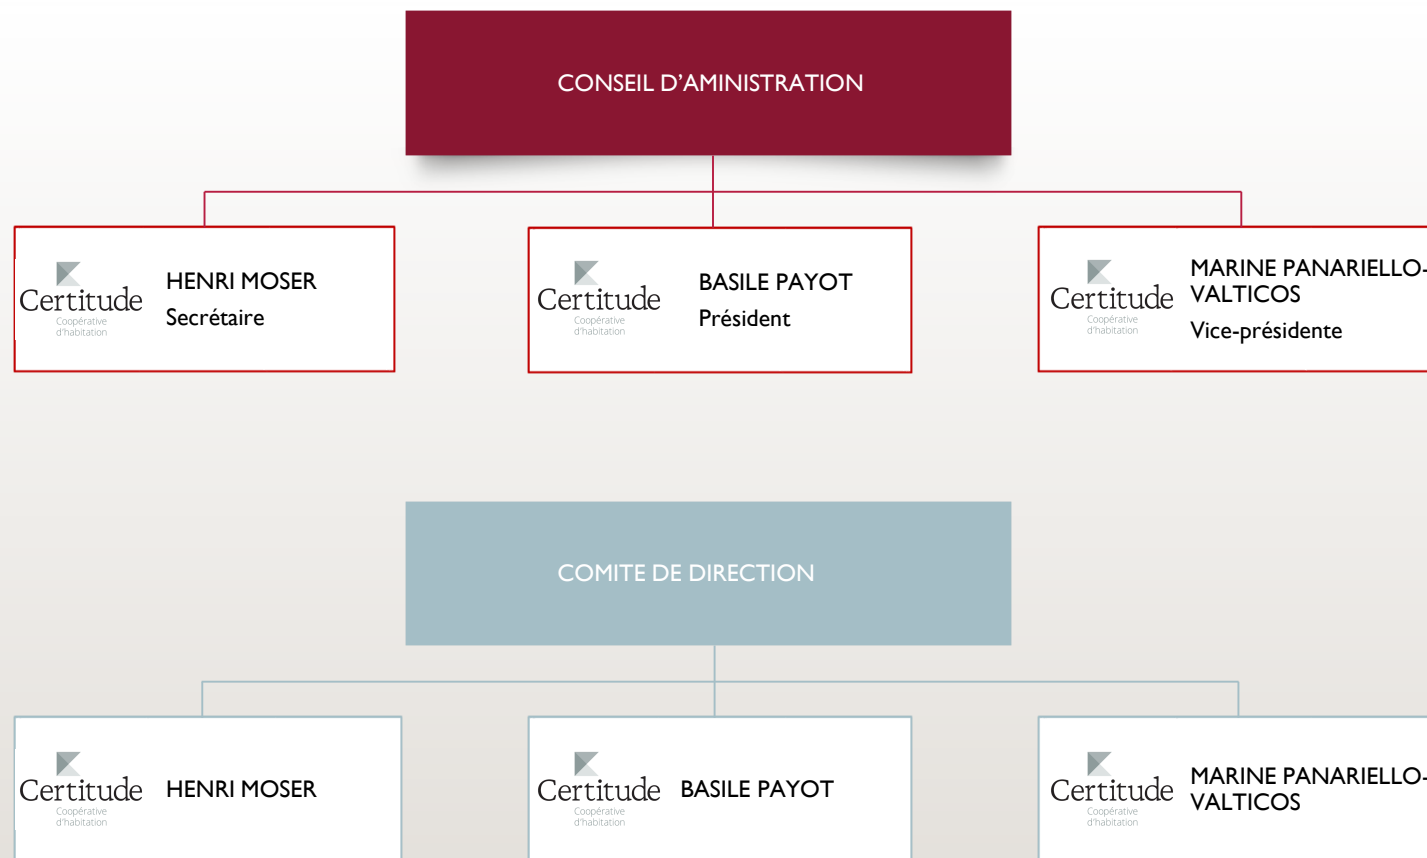 CONSEIL D’AMINISTRATION
Certitude
Coopérative
d'habitation
HENRI MOSER
Secrétaire
Certitude
Coopérative
d'habitation
BASILE PAYOT
Président
Certitude
Coopérative
d'habitation
MARINE PANARIELLO-
VALTICOS
Vice-présidente
COMITE DE DIRECTION
Certitude
Coopérative
d'habitation
HENRI MOSER
Certitude
Coopérative
d'habitation
BASILE PAYOT
Certitude
Coopérative
d'habitation
MARINE PANARIELLO-
VALTICOS